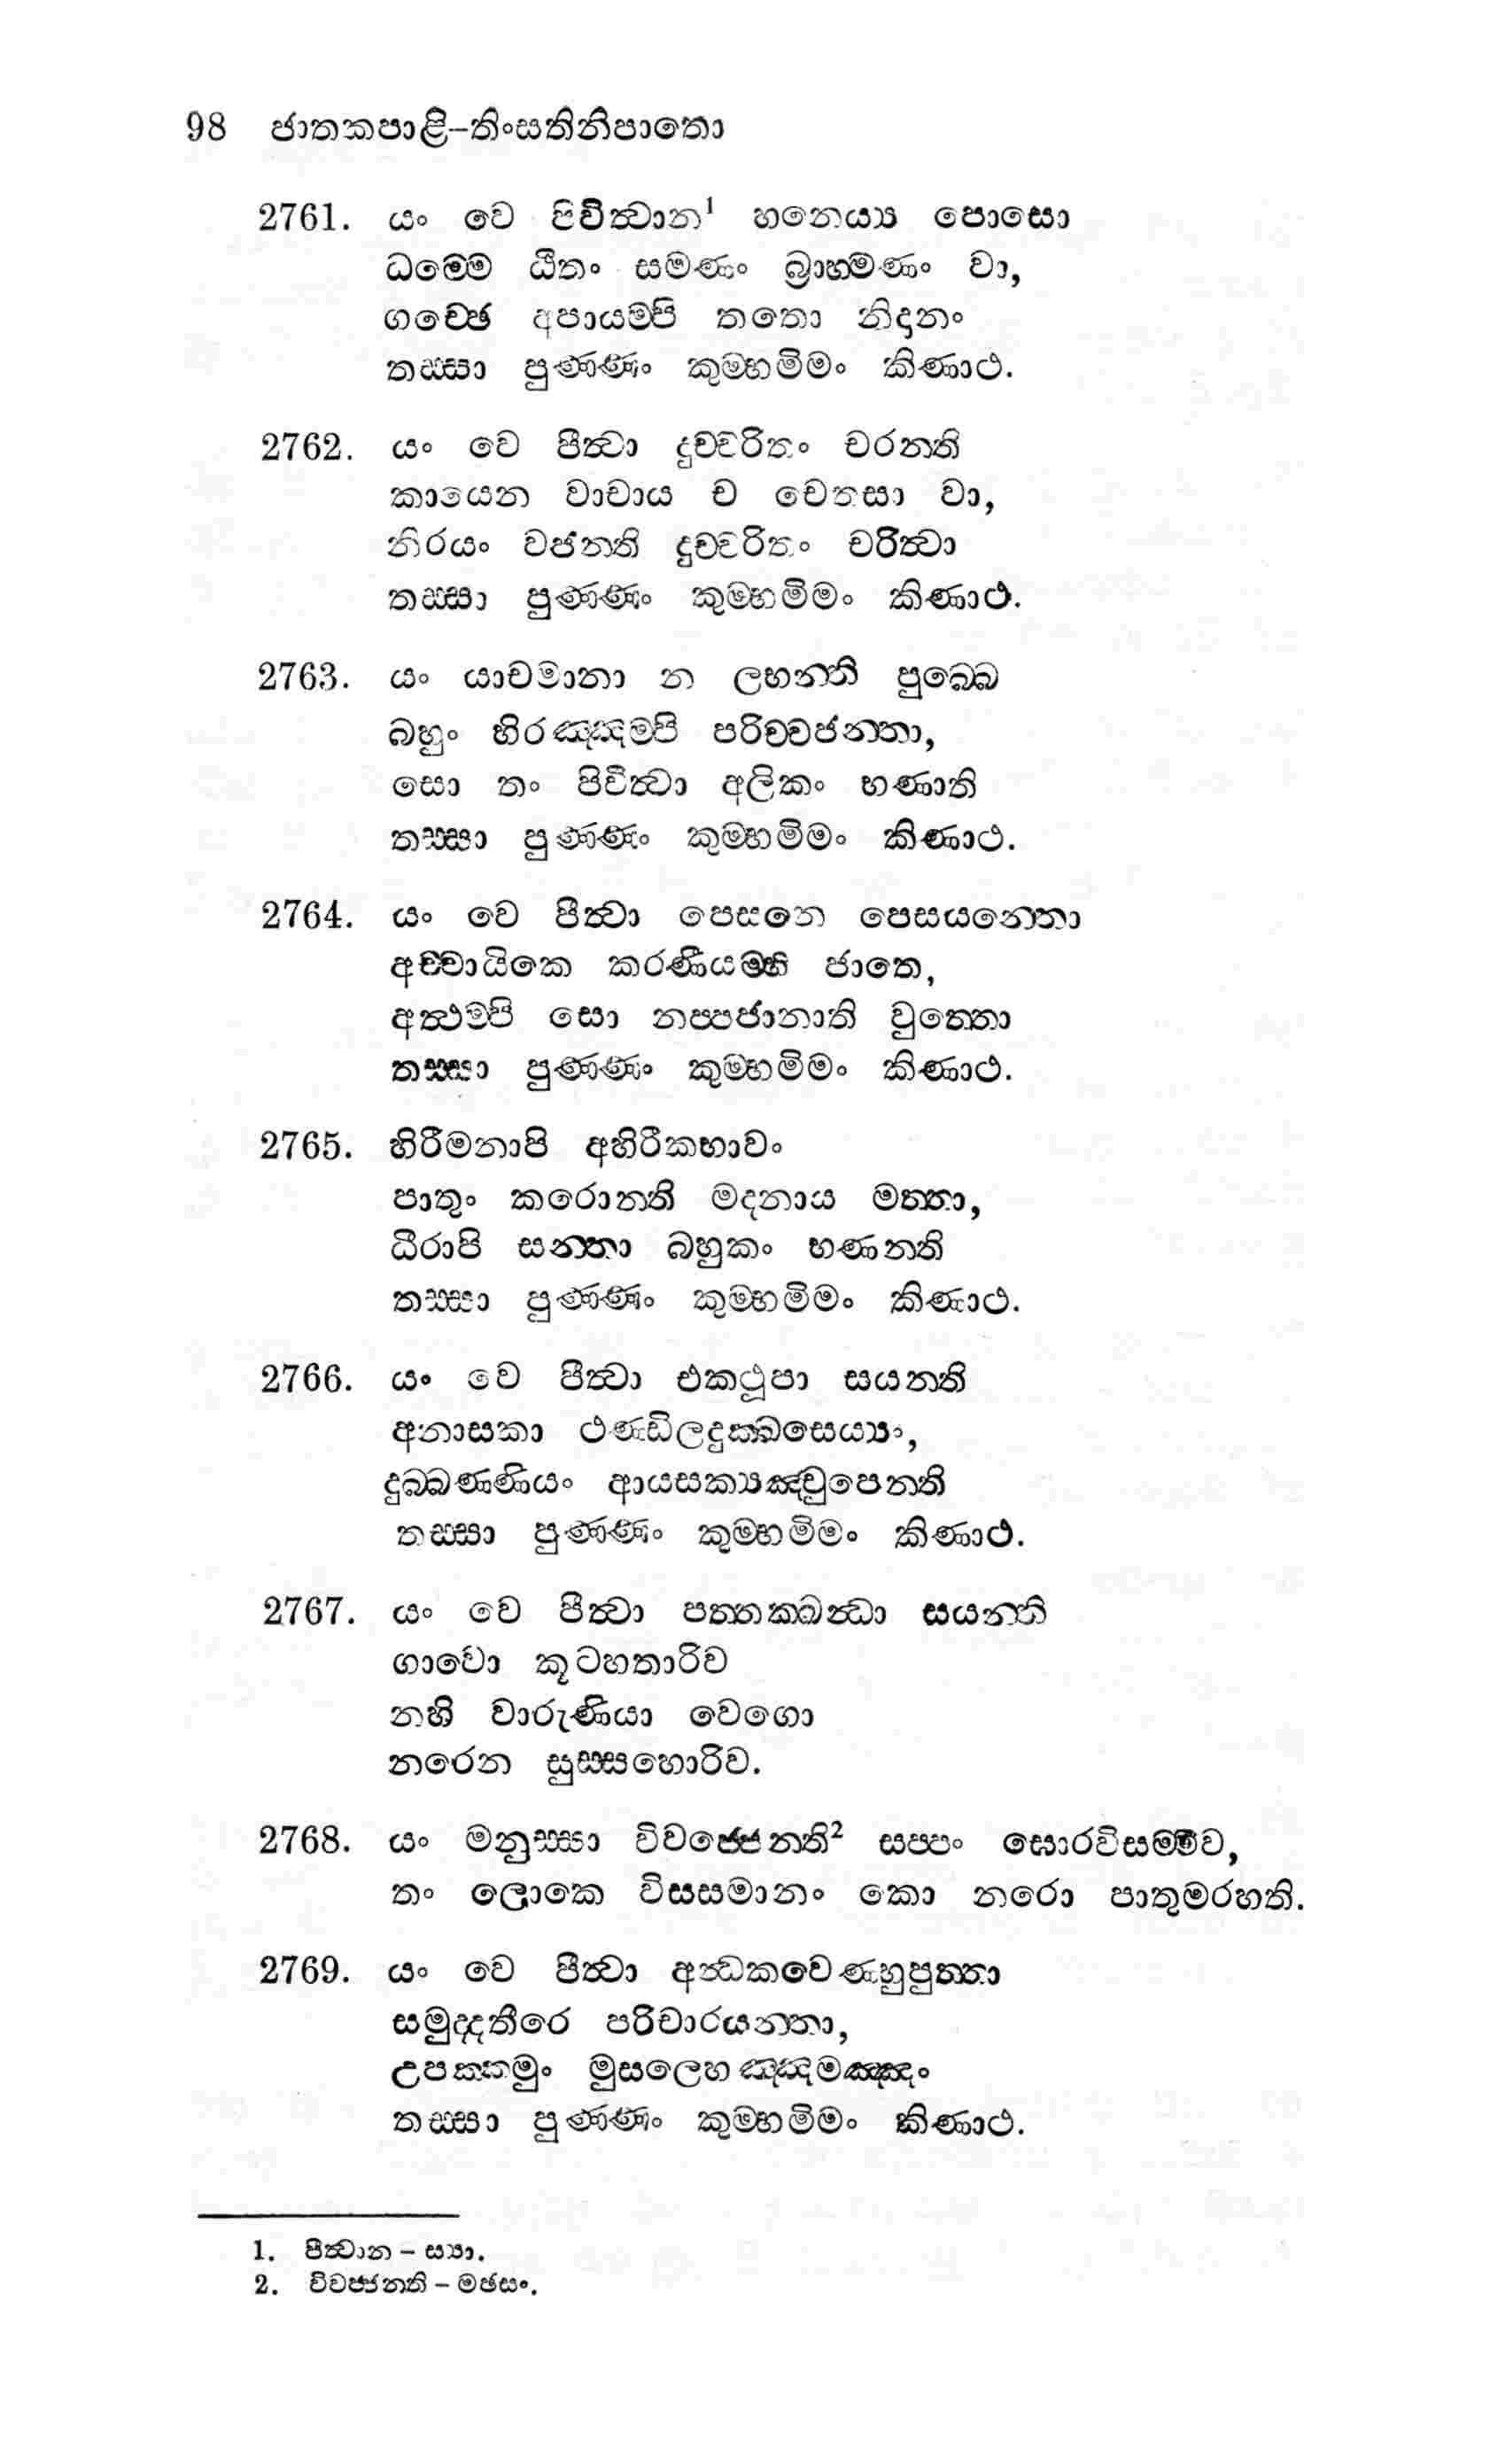 98 ජාතකපාළි–තිංසතිනිපාතො
2761. යං වෙ පිවිත්‍වාන¹ හනෙය්‍ය පොසො
ධම්මෙ ඨිතං සමණං බ්‍රාහ්මණං වා,
ගච්ඡෙ අපායම්පි තතො නිදානං
තස්සා පුණ්ණං කුම්භමිමං කිණාථ.
2762. යං වෙ පීත්‍වා දුච්චරිතං චරන්ති
කායෙන වාචාය ච චෙතසා වා,
නිරයං වජන්ති දුච්චරිතං චරිත්‍වා
තස්සා පුණ්ණං කුම්භමිමං කිණාථ.
2763. යං යාචමානා න ලභන්ති පුබ්බෙ
බහුං හිරඤ්ඤම්පි පරිච්චජන්තා,
සො තං පිවිත්‍වා අලිකං භණාති
තස්සා පුණ්ණං කුම්භමිමං කිණාථ.
2764. යං වෙ පීත්‍වා පෙසනෙ පෙසයන්තො
අච්චායිකෙ කරණීයම්හි ජාතෙ,
අත්‍ථම්පි සො නප්පජානාති වුත්තො
තස්සා පුණ්ණං කුම්භමිමං කිණාථ.
2765. හිරීමනාපි අහිරීකභාවං
පාතුං කරොන්ති මදනාය මත්තා,
ධීරාපි සන්තා බහුකං භණන්ති
තස්සා පුණ්ණං කුම්භමිමං කිණාථ.
2766. යං වෙ පීත්‍වා එකථූපා සයන්ති
අනාසකා ථණ්ඩිලදුක්ඛසෙය්‍යං,
දුබ්බණ්ණියං ආයසක්‍යඤ්චුපෙන්ති
තස්සා පුණ්ණං කුම්භමිමං කිණාථ.
2767. යං වෙ පීත්‍වා පත්තක්ඛන්‍ධා සයන්ති
ගාවො කූටහතාරිව
නහි වාරුණියා වෙගො
නරෙන සුස්සහොරිව.
2768. යං මනුස්සා විවජ්ජෙන්ති² සප්පං ඝොරවිසම්මිව,
තං ලොකෙ විසසමානං කො නරො පාතුමරහති.
2769. යං වෙ පීත්‍වා අන්‍ධකවෙණ්හුපුත්තා
සමුද්දතීරෙ පරිචාරයන්තා,
උපක්කමුං මුසලෙහඤ්ඤමඤ්ඤං
තස්සා පුණ්ණං කුම්භමිමං කිණාථ.
1. පීත්‍වාන – ස්‍යා.
2. විවජ්ජන්ති – මඡසං.